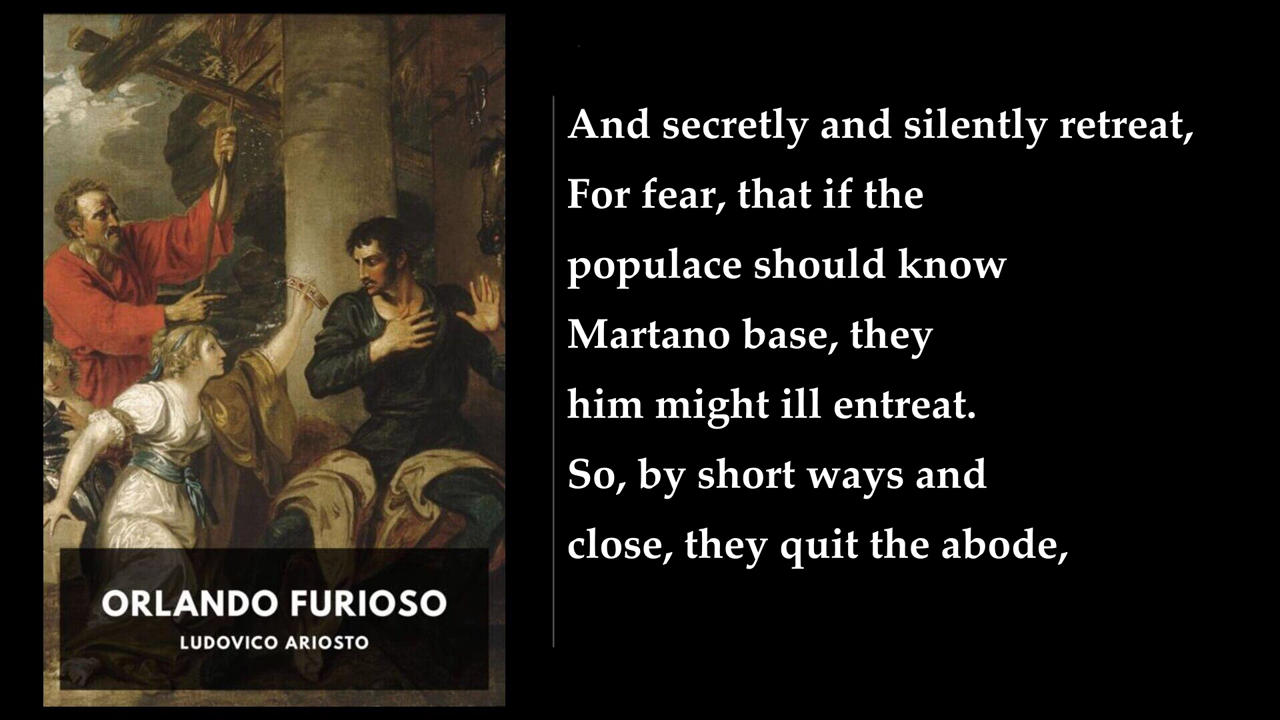 ORLANDO FURIOSO
LUDOVICO ARIOSTO
And secretly and silently retreat,
For fear, that if the
populace should know
Martano base, they
him might ill entreat.
So, by short ways and
close, they quit the abode,